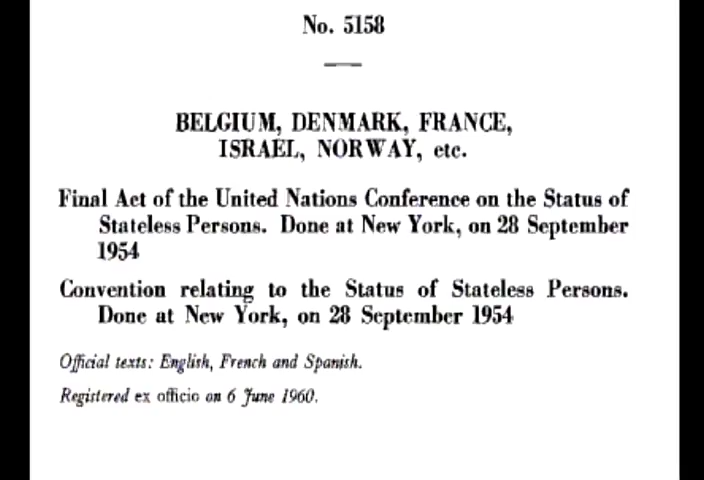 No. 5158
BELGIUM, DENMARK, FRANCE,
ISRAEL, NORWAY, etc.
Final Act of the United Nations Conference on the Status of
Stateless Persons. Done at New York, on 28 September
1954
Convention relating to the Status of Stateless Persons.
Done at New York, on 28 September 1954
Official texts: English, French and Spanish.
Registered ex officio on 6 June 1960.